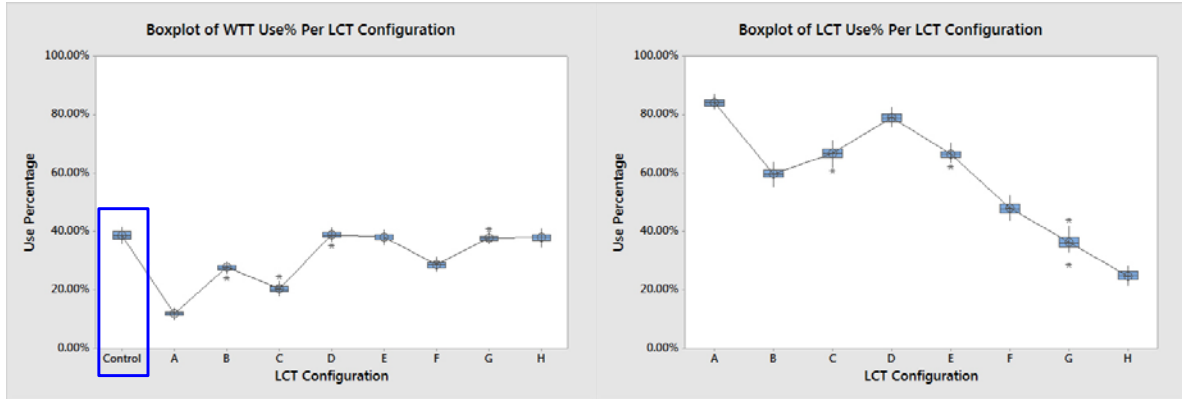 Boxplot of WTT Use% Per LCT Configuration
100.00%
80.00%
60.00%
40.00%
20.00%
0.00%
Use Percentage
Control A B C D E F G H
LCT Configuration
Boxplot of LCT Use% Per LCT Configuration
100.00%
80.00%
60.00%
40.00%
20.00%
0.00%
Use Percentage
A B C D E F G H
LCT Configuration